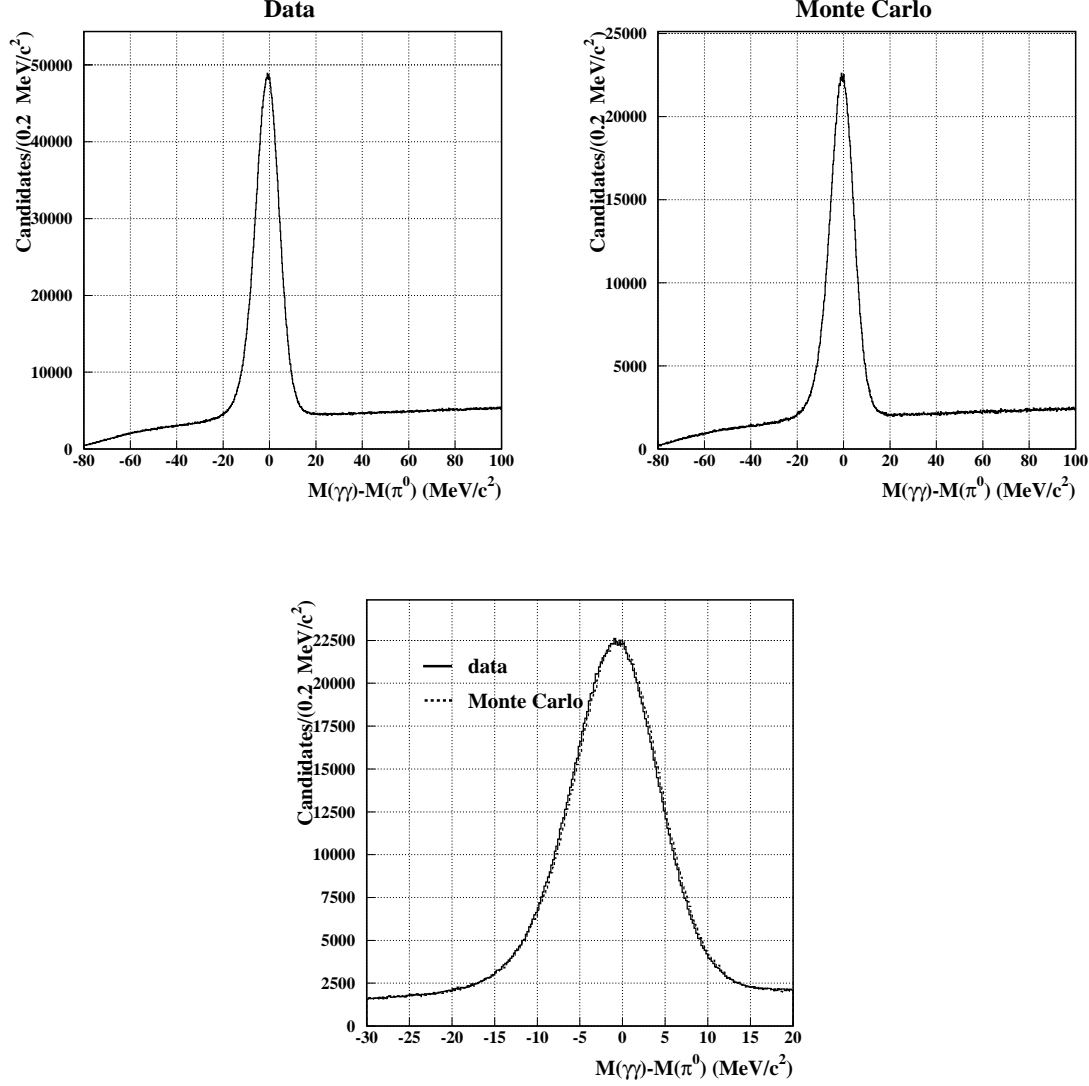 Data
Candidates/(0.2 MeV/c²)
50000
40000
30000
20000
10000
0
-80 -60 -40 -20 0 20 40 60 80 100
M(γγ)-M(π⁰) (MeV/c²)
Monte Carlo
Candidates/(0.2 MeV/c²)
25000
20000
15000
10000
5000
0
-80 -60 -40 -20 0 20 40 60 80 100
M(γγ)-M(π⁰) (MeV/c²)
Candidates/(0.2 MeV/c²)
22500
20000
17500
15000
12500
10000
7500
5000
2500
0
data
Monte Carlo
-30 -25 -20 -15 -10 -5 0 5 10 15 20
M(γγ)-M(π⁰) (MeV/c²)